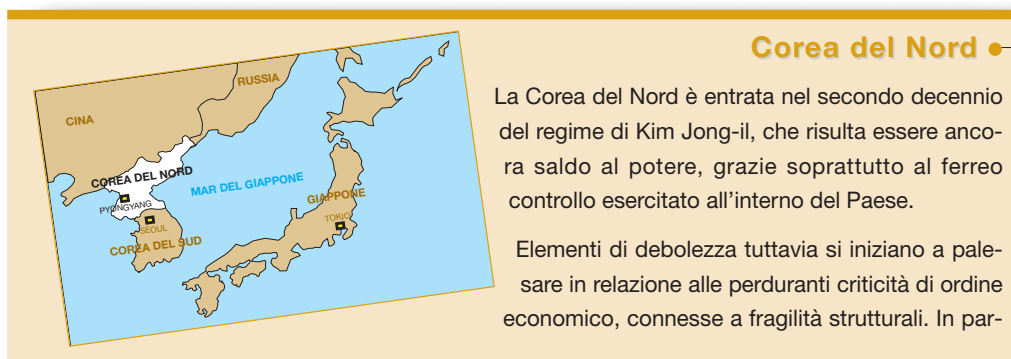 Corea del Nord
La Corea del Nord è entrata nel secondo decennio
del regime di Kim Jong-il, che risulta essere anco-
ra saldo al potere, grazie soprattutto al ferreo
controllo esercitato all’interno del Paese.
Elementi di debolezza tuttavia si iniziano a pale-
sare in relazione alle perduranti criticità di ordine
economico, connesse a fragilità strutturali. In par-
RUSSIA
CINA
COREA DEL NORD
MAR DEL GIAPPONE
PYONGYANG
GIAPPONE
TOKIO
SEOUL
COREA DEL SUD